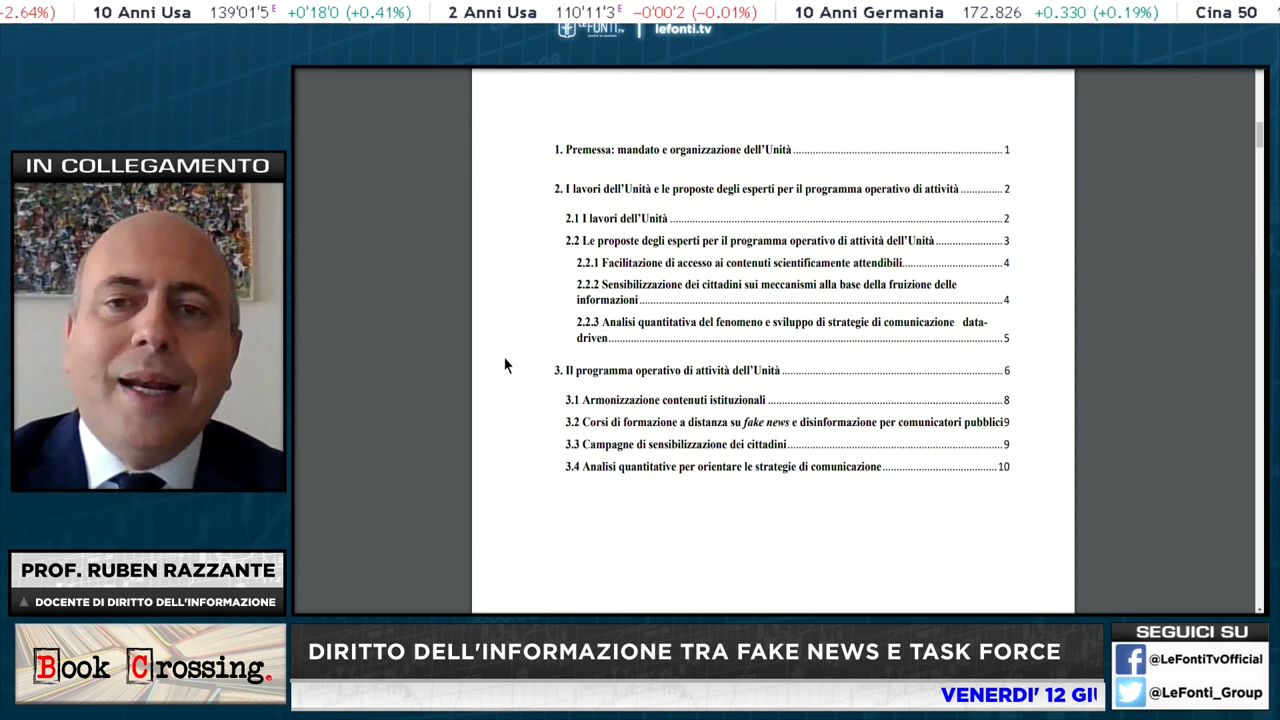 -2.64%) 10 Anni Usa 139'01'5 E +0'18'0 (+0.41%) 2 Anni Usa 110'11'3 E -0'00'2 (-0.01%) 10 Anni Germania 172.826 +0.330 (+0.19%) Cina 50
LE FONTI TV lefonti.tv
IN COLLEGAMENTO
1. Premessa: mandato e organizzazione dell'Unità 1
2. I lavori dell'Unità e le proposte degli esperti per il programma operativo di attività 2
2.1 I lavori dell'Unità 2
2.2 Le proposte degli esperti per il programma operativo di attività dell'Unità 3
2.2.1 Facilitazione di accesso ai contenuti scientificamente attendibili 4
2.2.2 Sensibilizzazione dei cittadini sui meccanismi alla base della fruizione delle
informazioni 4
2.2.3 Analisi quantitativa del fenomeno e sviluppo di strategie di comunicazione data-
driven 5
3. Il programma operativo di attività dell'Unità 6
3.1 Armonizzazione contenuti istituzionali 8
3.2 Corsi di formazione a distanza su fake news e disinformazione per comunicatori pubblici 9
3.3 Campagne di sensibilizzazione dei cittadini 9
3.4 Analisi quantitative per orientare le strategie di comunicazione 10
PROF. RUBEN RAZZANTE
DOCENTE DI DIRITTO DELL'INFORMAZIONE
Book Crossing.
DIRITTO DELL'INFORMAZIONE TRA FAKE NEWS E TASK FORCE
VENERDI' 12 GIU
SEGUICI SU
@LeFontiTvOfficial
@LeFonti_Group